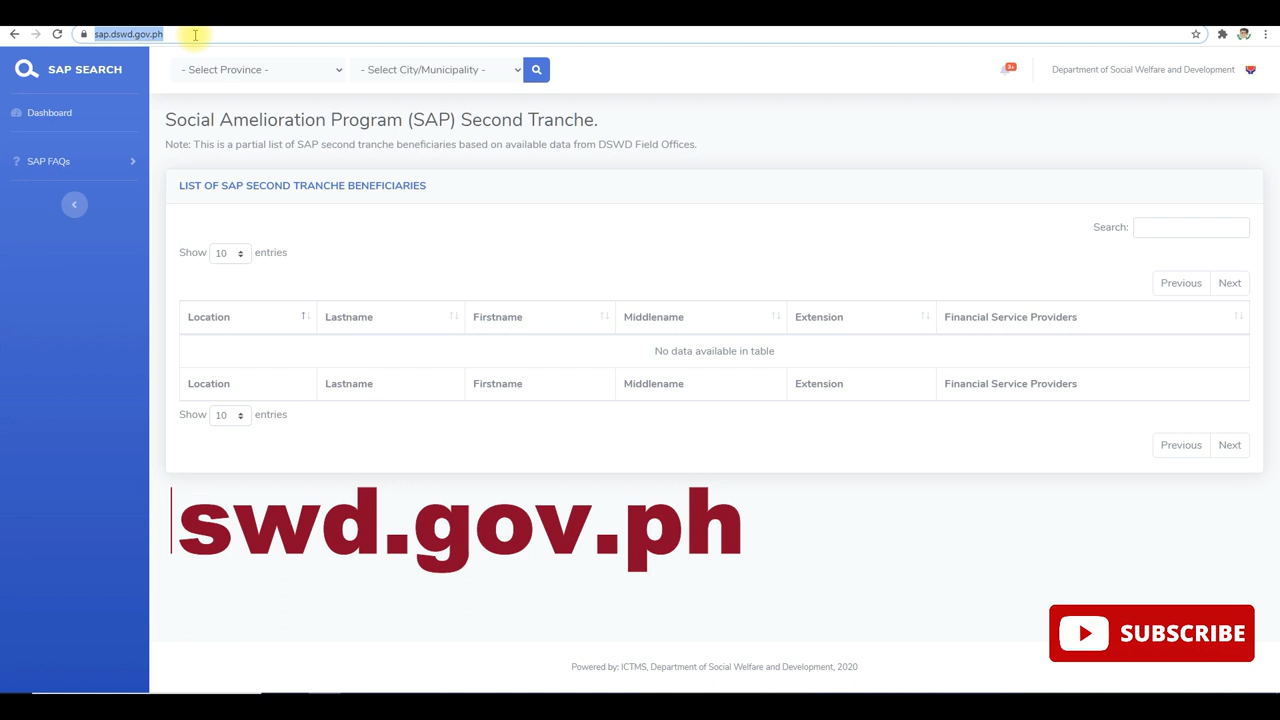 sap.dswd.gov.ph
SAP SEARCH
- Select Province -
- Select City/Municipality -
3+
Department of Social Welfare and Development
Dashboard
SAP FAQs
Social Amelioration Program (SAP) Second Tranche.
Note: This is a partial list of SAP second tranche beneficiaries based on available data from DSWD Field Offices.
LIST OF SAP SECOND TRANCHE BENEFICIARIES
Search:
Show 10 entries
Previous Next
Location Lastname Firstname Middlename Extension Financial Service Providers
No data available in table
Location Lastname Firstname Middlename Extension Financial Service Providers
Show 10 entries
Previous Next
swd.gov.ph
SUBSCRIBE
Powered by: ICTMS, Department of Social Welfare and Development, 2020